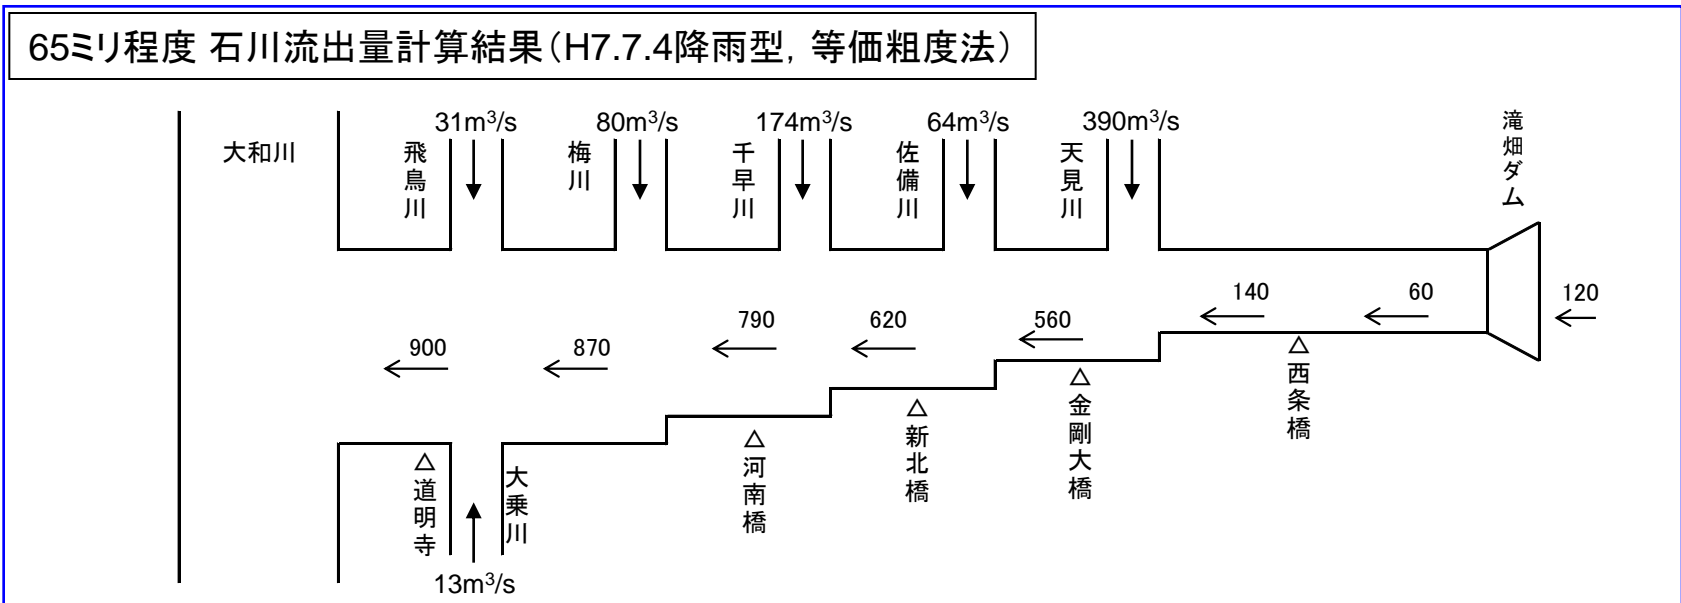 65ミリ程度 石川流出量計算結果（H7.7.4降雨型，等価粗度法）
31m³/s
80m³/s
174m³/s
64m³/s
390m³/s
大和川
飛鳥川
梅川
千早川
佐備川
天見川
滝畑ダム
900
870
790
620
560
140
60
120
△道明寺
大乗川
△河南橋
△新北橋
△金剛大橋
△西条橋
13m³/s